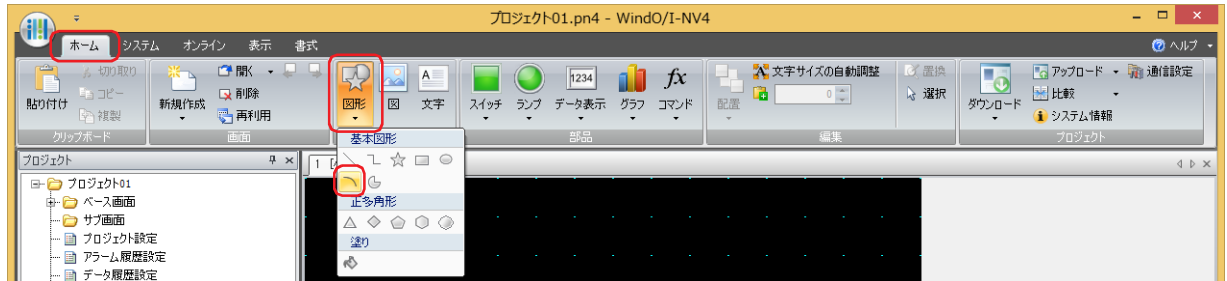 プロジェクト01.pn4 - WindO/I-NV4
ホーム システム オンライン 表示 書式 ヘルプ
貼り付け 切り取り コピー 複製
新規作成 開く 削除 再利用
図形 図 文字
スイッチ ランプ 1234 データ表示 グラフ fx コマンド
配置 文字サイズの自動調整 0 置換 選択
ダウンロード アップロード 比較 システム情報 通信設定
クリップボード 画面 部品 編集 プロジェクト
基本図形
正多角形
塗り
プロジェクト
1
プロジェクト01
ベース画面
サブ画面
プロジェクト設定
アラーム履歴設定
データ履歴設定